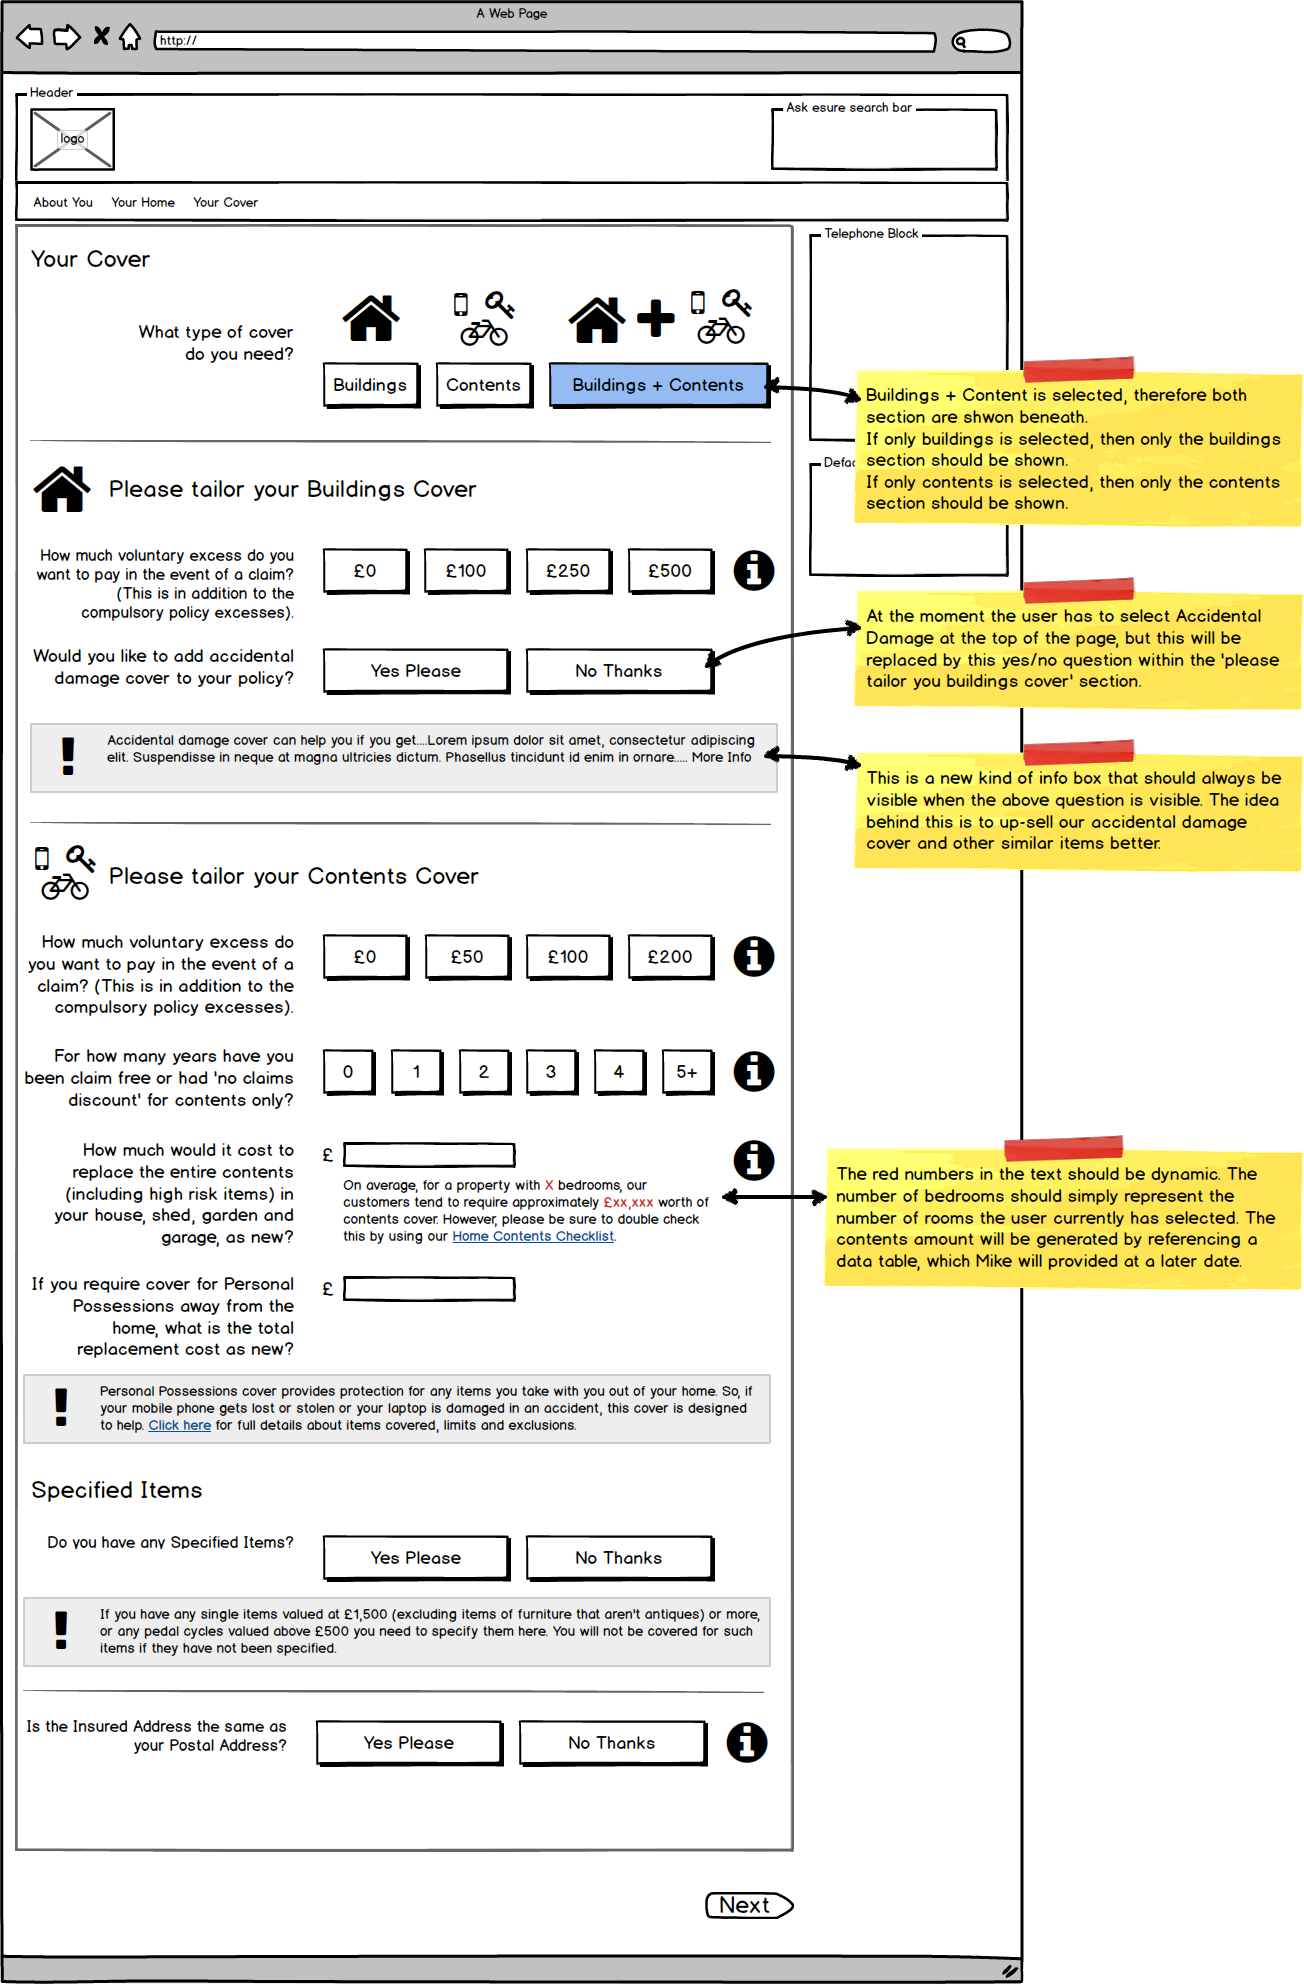 A Web Page
http://
Header
logo
Ask esure search bar
About You
Your Home
Your Cover
Telephone Block
Your Cover
What type of cover
do you need?
Buildings
Contents
Buildings + Contents
Buildings + Content is selected, therefore both
section are shwon beneath.
If only buildings is selected, then only the buildings
section should be shown.
If only contents is selected, then only the contents
section should be shown.
Please tailor your Buildings Cover
How much voluntary excess do you
want to pay in the event of a claim?
(This is in addition to the
compulsory policy excesses).
£0
£100
£250
£500
Would you like to add accidental
damage cover to your policy?
Yes Please
No Thanks
At the moment the user has to select Accidental
Damage at the top of the page, but this will be
replaced by this yes/no question within the 'please
tailor you buildings cover' section.
Accidental damage cover can help you if you get....Lorem ipsum dolor sit amet, consectetur adipiscing
elit. Suspendisse in neque at magna ultricies dictum. Phasellus tincidunt id enim in ornare..... More Info
This is a new kind of info box that should always be
visible when the above question is visible. The idea
behind this is to up-sell our accidental damage
cover and other similar items better.
Please tailor your Contents Cover
How much voluntary excess do
you want to pay in the event of a
claim? (This is in addition to the
compulsory policy excesses).
£0
£50
£100
£200
For how many years have you
been claim free or had 'no claims
discount' for contents only?
0
1
2
3
4
5+
How much would it cost to
replace the entire contents
(including high risk items) in
your house, shed, garden and
garage, as new?
£
On average, for a property with X bedrooms, our
customers tend to require approximately £xx,xxx worth of
contents cover. However, please be sure to double check
this by using our Home Contents Checklist.
The red numbers in the text should be dynamic. The
number of bedrooms should simply represent the
number of rooms the user currently has selected. The
contents amount will be generated by referencing a
data table, which Mike will provided at a later date.
If you require cover for Personal
Possessions away from the
home, what is the total
replacement cost as new?
£
Personal Possessions cover provides protection for any items you take with you out of your home. So, if
your mobile phone gets lost or stolen or your laptop is damaged in an accident, this cover is designed
to help. Click here for full details about items covered, limits and exclusions.
Specified Items
Do you have any Specified Items?
Yes Please
No Thanks
If you have any single items valued at £1,500 (excluding items of furniture that aren't antiques) or more,
or any pedal cycles valued above £500 you need to specify them here. You will not be covered for such
items if they have not been specified.
Is the Insured Address the same as
your Postal Address?
Yes Please
No Thanks
Next